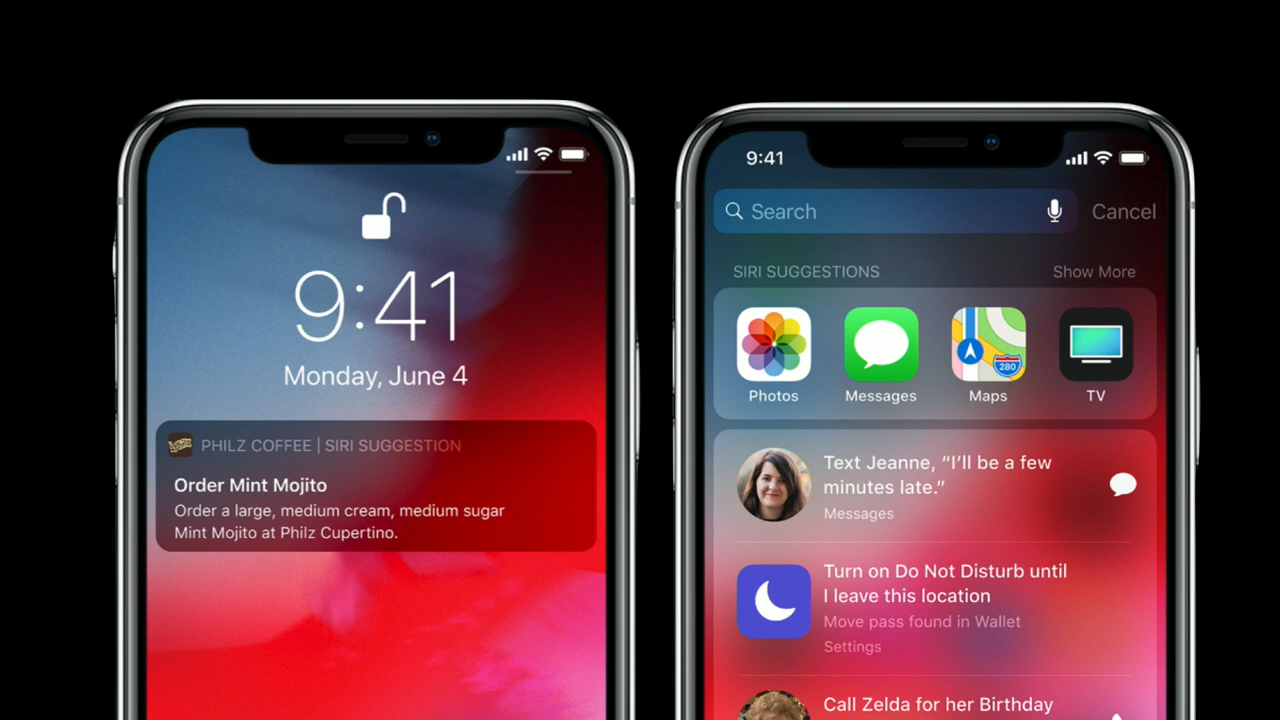 9:41
Monday, June 4
PHILZ COFFEE | SIRI SUGGESTION
Order Mint Mojito
Order a large, medium cream, medium sugar
Mint Mojito at Philz Cupertino.
9:41
Search
Cancel
SIRI SUGGESTIONS
Show More
280
Photos
Messages
Maps
TV
Text Jeanne, “I’ll be a few
minutes late.”
Messages
Turn on Do Not Disturb until
I leave this location
Move pass found in Wallet
Settings
Call Zelda for her Birthday